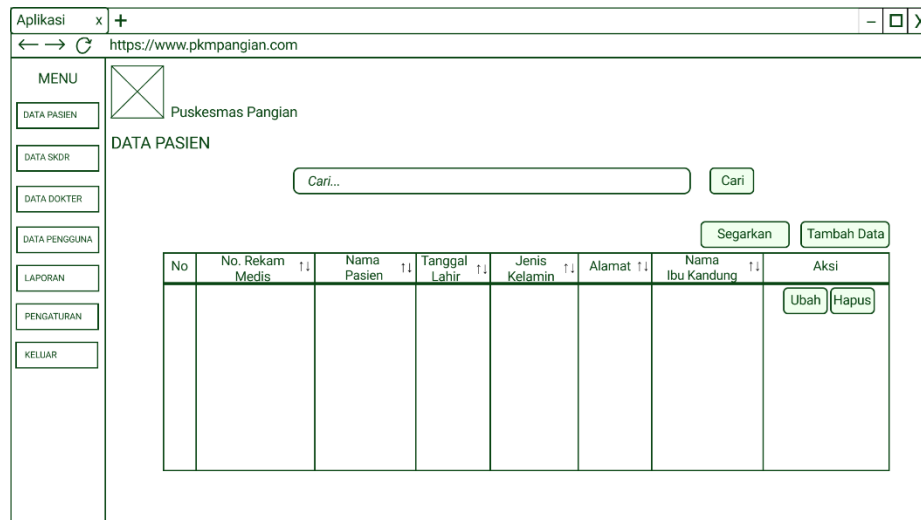 Aplikasi x +
https://www.pkmpangian.com
MENU
DATA PASIEN
DATA SKDR
DATA DOKTER
DATA PENGGUNA
LAPORAN
PENGATURAN
KELUAR
Puskesmas Pangian
DATA PASIEN
Cari... Cari
Segarkan Tambah Data
No
No. Rekam
Medis
Nama
Pasien
Tanggal
Lahir
Jenis
Kelamin
Alamat
Nama
Ibu Kandung
Aksi
Ubah Hapus